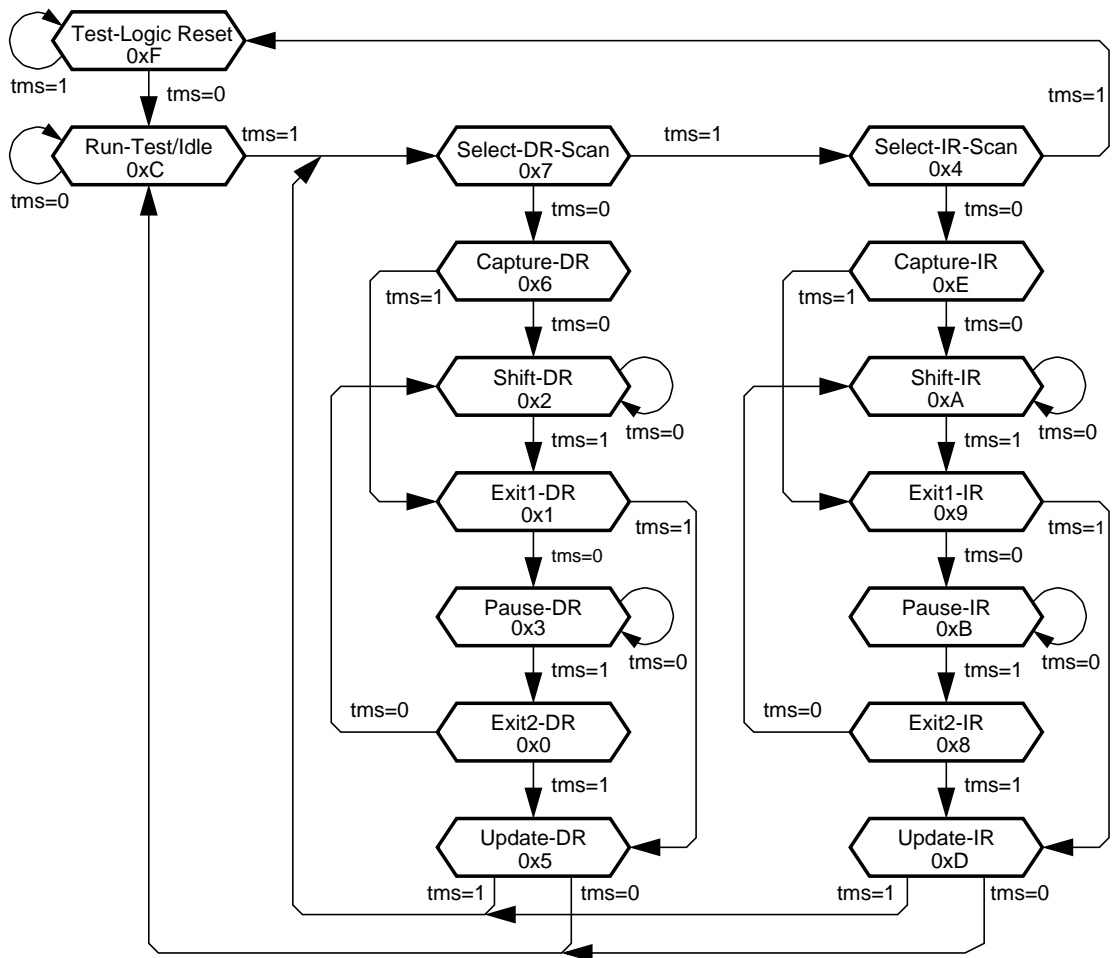 Test-Logic Reset
0xF
tms=1
tms=0
tms=1
Run-Test/Idle
0xC
tms=1
Select-DR-Scan
0x7
tms=1
Select-IR-Scan
0x4
tms=0
tms=0
tms=0
Capture-DR
0x6
Capture-IR
0xE
tms=1
tms=1
tms=0
tms=0
Shift-DR
0x2
Shift-IR
0xA
tms=0
tms=0
tms=1
tms=1
Exit1-DR
0x1
Exit1-IR
0x9
tms=1
tms=1
tms=0
tms=0
Pause-DR
0x3
Pause-IR
0xB
tms=0
tms=0
tms=1
tms=1
tms=0
Exit2-DR
0x0
tms=0
Exit2-IR
0x8
tms=1
tms=1
Update-DR
0x5
Update-IR
0xD
tms=1
tms=0
tms=1
tms=0